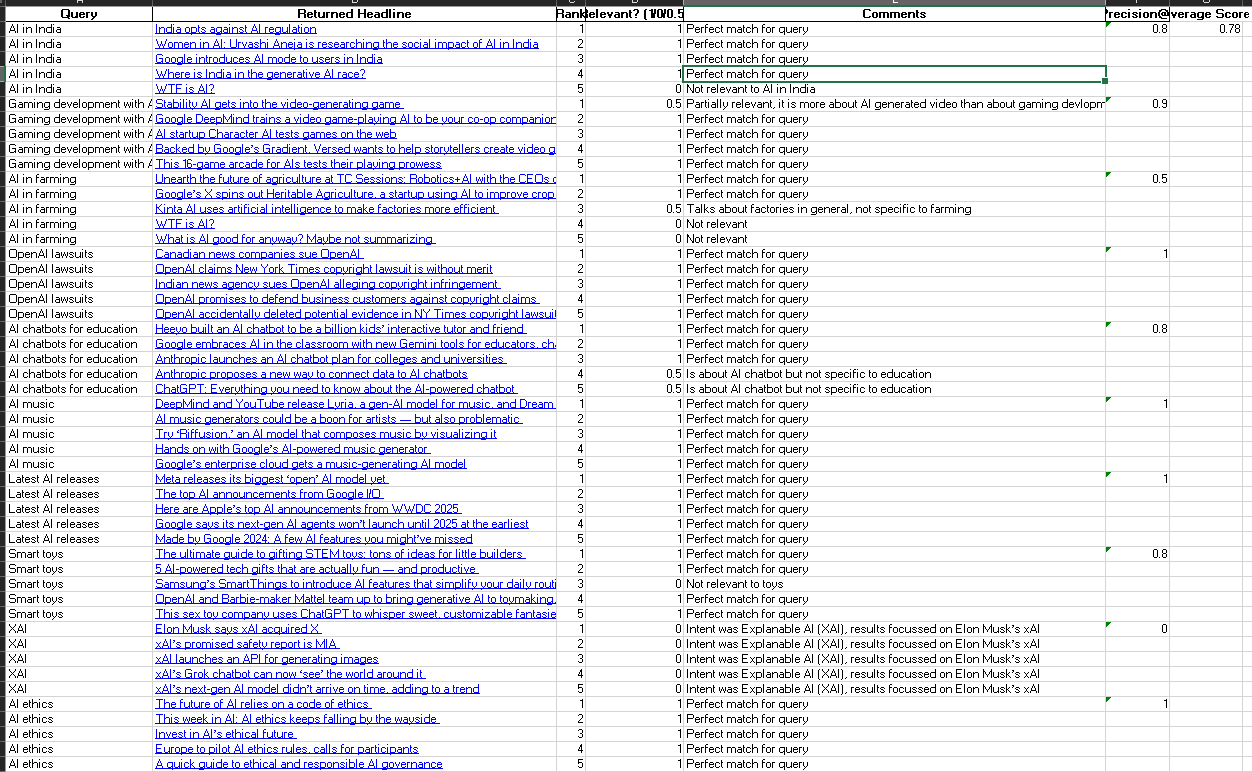 Query Returned Headline Rank Relevant? (1/0/0.5 Comments Precision@ Average Score
AI in India India opts against AI regulation 1 1 Perfect match for query 0.8 0.78
AI in India Women in AI: Urvashi Aneja is researching the social impact of AI in India 2 1 Perfect match for query
AI in India Google introduces AI mode to users in India 3 1 Perfect match for query
AI in India Where is India in the generative AI race? 4 1 Perfect match for query
AI in India WTF is AI? 5 0 Not relevant to AI in India
Gaming development with A Stability AI gets into the video-generating game 1 0.5 Partially relevant, it is more about AI generated video than about gaming devlopm 0.9
Gaming development with A Google DeepMind trains a video game-playing AI to be your co-op companion 2 1 Perfect match for query
Gaming development with A AI startup Character AI tests games on the web 3 1 Perfect match for query
Gaming development with A Backed by Google's Gradient, Versed wants to help storytellers create video g 4 1 Perfect match for query
Gaming development with A This 16-game arcade for AIs tests their playing prowess 5 1 Perfect match for query
AI in farming Unearth the future of agriculture at TC Sessions: Robotics+AI with the CEOs o 1 1 Perfect match for query 0.5
AI in farming Google's X spins out Heritable Agriculture, a startup using AI to improve crop 2 1 Perfect match for query
AI in farming Kinta AI uses artificial intelligence to make factories more efficient 3 0.5 Talks about factories in general, not specific to farming
AI in farming WTF is AI? 4 0 Not relevant
AI in farming What is AI good for anyway? Maybe not summarizing 5 0 Not relevant
OpenAI lawsuits Canadian news companies sue OpenAI 1 1 Perfect match for query 1
OpenAI lawsuits OpenAI claims New York Times copyright lawsuit is without merit 2 1 Perfect match for query
OpenAI lawsuits Indian news agency sues OpenAI alleging copyright infringement 3 1 Perfect match for query
OpenAI lawsuits OpenAI promises to defend business customers against copyright claims 4 1 Perfect match for query
OpenAI lawsuits OpenAI accidentally deleted potential evidence in NY Times copyright lawsuit 5 1 Perfect match for query
AI chatbots for education Heeyo built an AI chatbot to be a billion kids' interactive tutor and friend 1 1 Perfect match for query 0.8
AI chatbots for education Google embraces AI in the classroom with new Gemini tools for educators, cha 2 1 Perfect match for query
AI chatbots for education Anthropic launches an AI chatbot plan for colleges and universities 3 1 Perfect match for query
AI chatbots for education Anthropic proposes a new way to connect data to AI chatbots 4 0.5 Is about AI chatbot but not specific to education
AI chatbots for education ChatGPT: Everything you need to know about the AI-powered chatbot 5 0.5 Is about AI chatbot but not specific to education
AI music DeepMind and YouTube release Lyria, a gen-AI model for music, and Dream 1 1 Perfect match for query 1
AI music AI music generators could be a boon for artists — but also problematic 2 1 Perfect match for query
AI music Try 'Riffusion,' an AI model that composes music by visualizing it 3 1 Perfect match for query
AI music Hands on with Google's AI-powered music generator 4 1 Perfect match for query
AI music Google's enterprise cloud gets a music-generating AI model 5 1 Perfect match for query
Latest AI releases Meta releases its biggest 'open' AI model yet 1 1 Perfect match for query 1
Latest AI releases The top AI announcements from Google I/O 2 1 Perfect match for query
Latest AI releases Here are Apple's top AI announcements from WWDC 2025 3 1 Perfect match for query
Latest AI releases Google says its next-gen AI agents won't launch until 2025 at the earliest 4 1 Perfect match for query
Latest AI releases Made by Google 2024: A few AI features you might've missed 5 1 Perfect match for query
Smart toys The ultimate guide to gifting STEM toys: tons of ideas for little builders 1 1 Perfect match for query 0.8
Smart toys 5 AI-powered tech gifts that are actually fun — and productive 2 1 Perfect match for query
Smart toys Samsung's SmartThings to introduce AI features that simplify your daily routi 3 0 Not relevant to toys
Smart toys OpenAI and Barbie-maker Mattel team up to bring generative AI to toymaking, 4 1 Perfect match for query
Smart toys This sex toy company uses ChatGPT to whisper sweet, customizable fantasie 5 1 Perfect match for query
XAI Elon Musk says xAI acquired X 1 0 Intent was Explanable AI (XAI), results focussed on Elon Musk's xAI 0
XAI xAI's promised safety report is MIA 2 0 Intent was Explanable AI (XAI), results focussed on Elon Musk's xAI
XAI xAI launches an API for generating images 3 0 Intent was Explanable AI (XAI), results focussed on Elon Musk's xAI
XAI xAI's Grok chatbot can now 'see' the world around it 4 0 Intent was Explanable AI (XAI), results focussed on Elon Musk's xAI
XAI xAI's next-gen AI model didn't arrive on time, adding to a trend 5 0 Intent was Explanable AI (XAI), results focussed on Elon Musk's xAI
AI ethics The future of AI relies on a code of ethics 1 1 Perfect match for query 1
AI ethics This week in AI: AI ethics keeps falling by the wayside 2 1 Perfect match for query
AI ethics Invest in AI's ethical future 3 1 Perfect match for query
AI ethics Europe to pilot AI ethics rules, calls for participants 4 1 Perfect match for query
AI ethics A quick guide to ethical and responsible AI governance 5 1 Perfect match for query